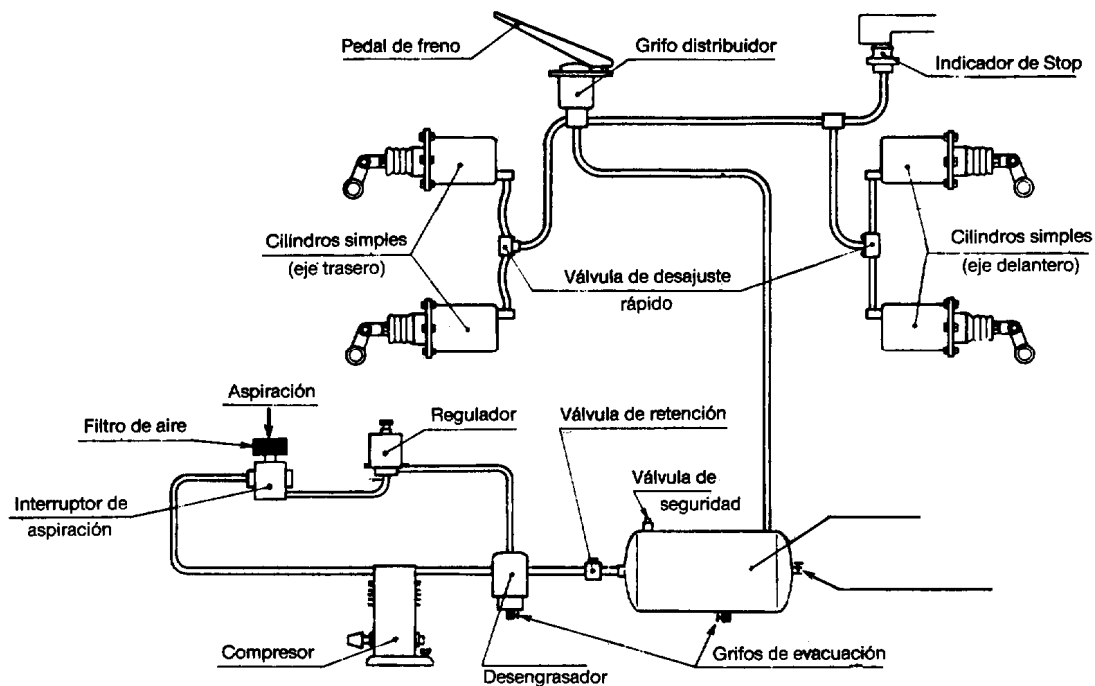 Pedal de freno
Grifo distribuidor
Indicador de Stop
Cilindros simples
(eje trasero)
Válvula de desajuste
rápido
Cilindros simples
(eje delantero)
Aspiración
Filtro de aire
Regulador
Válvula de retención
Interruptor de
aspiración
Válvula de
seguridad
Compresor
Desengrasador
Grifos de evacuación